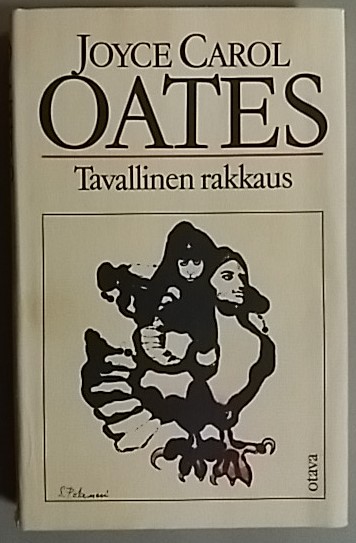 JOYCE CAROL
OATES
Tavallinen rakkaus
otava